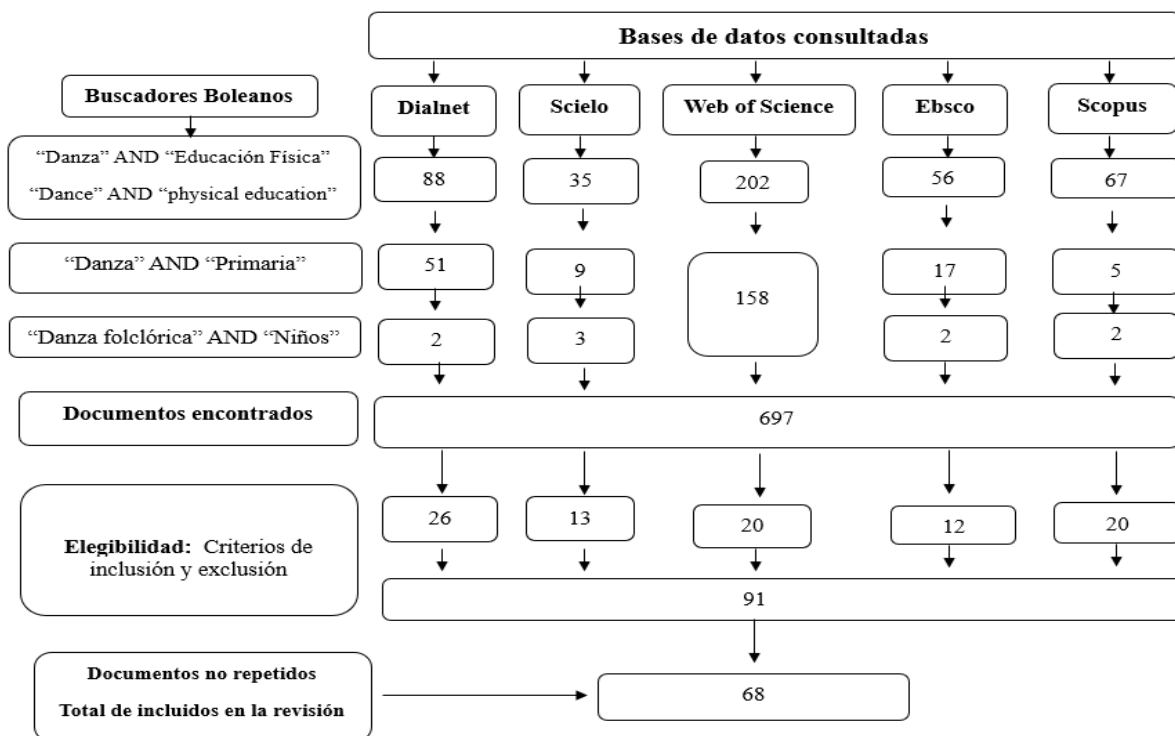 Bases de datos consultadas
Buscadores Boleanos
Dialnet
Scielo
Web of Science
Ebsco
Scopus
“Danza” AND “Educación Física”
“Dance” AND “physical education”
88
35
202
56
67
“Danza” AND “Primaria”
51
9
158
17
5
“Danza folclórica” AND “Niños”
2
3
2
2
Documentos encontrados
697
Elegibilidad: Criterios de
inclusión y exclusión
26
13
20
12
20
91
Documentos no repetidos
Total de incluidos en la revisión
68